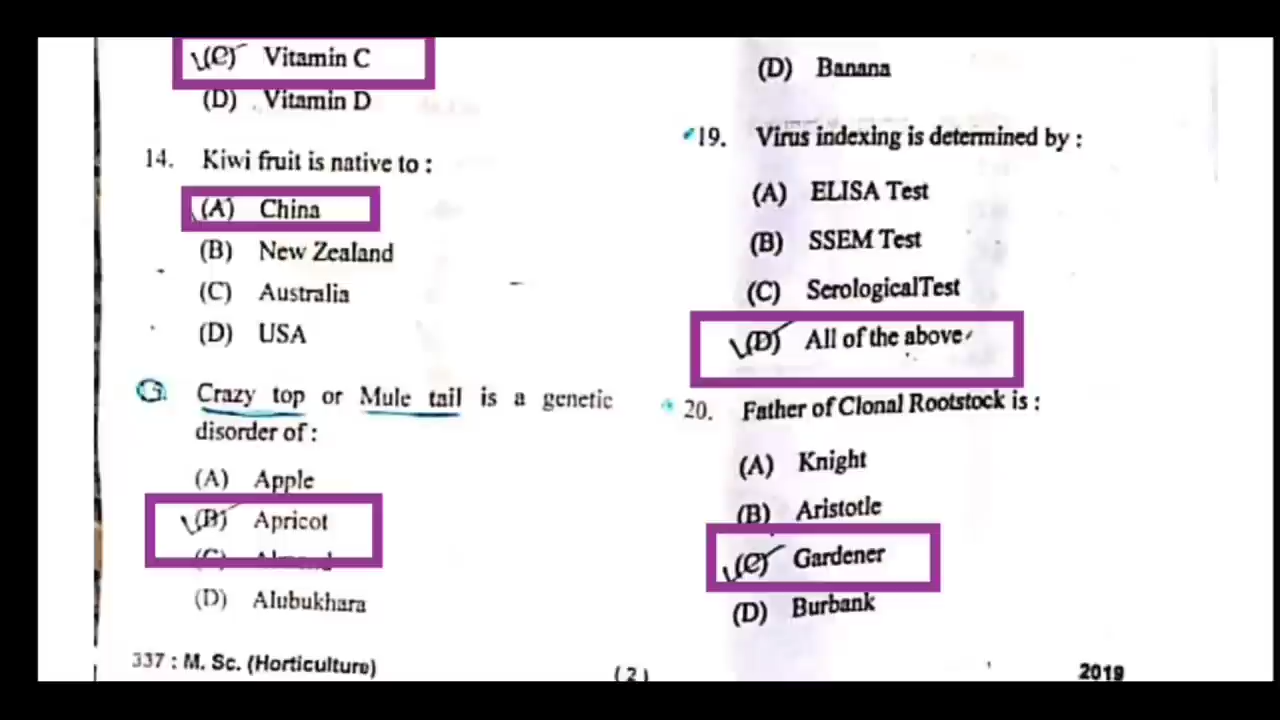 (C) Vitamin C
(D) Vitamin D
14. Kiwi fruit is native to :
(A) China
(B) New Zealand
(C) Australia
(D) USA
Crazy top or Mule tail is a genetic
disorder of :
(A) Apple
(B) Apricot
(C) Almond
(D) Alubukhara
337 : M. Sc. (Horticulture)
(D) Banana
19. Virus indexing is determined by :
(A) ELISA Test
(B) SSEM Test
(C) SerologicalTest
(D) All of the above
20. Father of Clonal Rootstock is :
(A) Knight
(B) Aristotle
(C) Gardener
(D) Burbank
( 2 )
2019